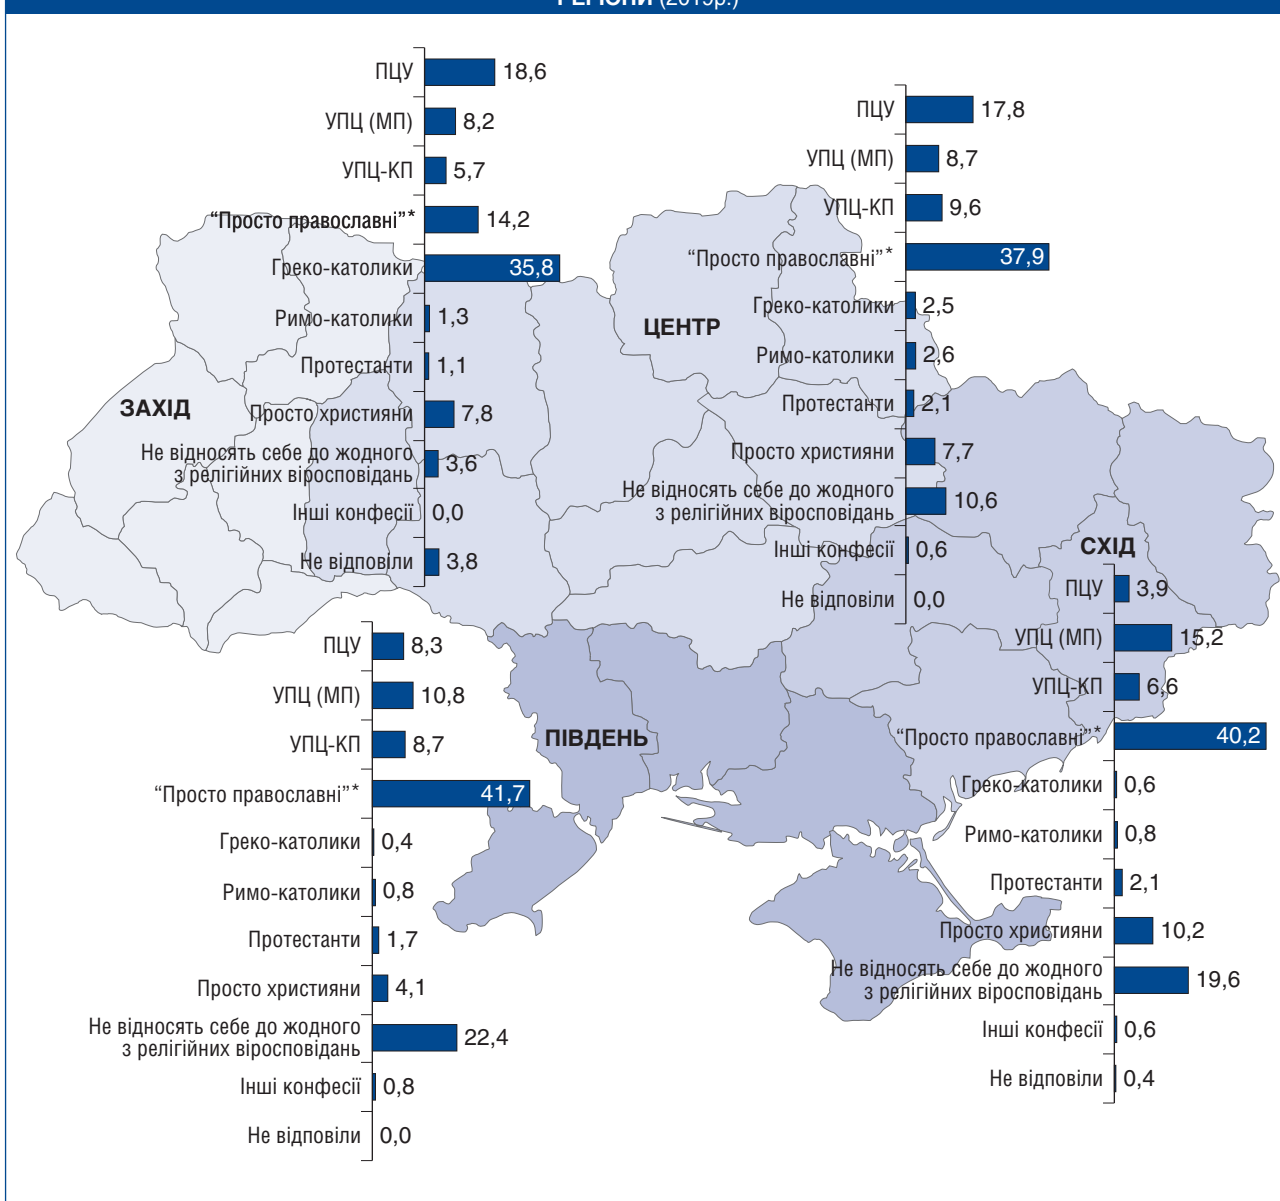 РЕГІОНИ (2019р.)
ПЦУ 18,6
УПЦ (МП) 8,2
УПЦ-КП 5,7
“Просто православні”* 14,2
Греко-католики 35,8
Римо-католики 1,3
Протестанти 1,1
Просто християни 7,8
Не відносять себе до жодного
з релігійних віросповідань 3,6
Інші конфесії 0,0
Не відповіли 3,8
ЗАХІД
ПЦУ 17,8
УПЦ (МП) 8,7
УПЦ-КП 9,6
“Просто православні”* 37,9
Греко-католики 2,5
Римо-католики 2,6
Протестанти 2,1
Просто християни 7,7
Не відносять себе до жодного
з релігійних віросповідань 10,6
Інші конфесії 0,6
Не відповіли 0,0
ЦЕНТР
СХІД
ПЦУ 3,9
УПЦ (МП) 15,2
УПЦ-КП 6,6
“Просто православні”* 40,2
Греко-католики 0,6
Римо-католики 0,8
Протестанти 2,1
Просто християни 10,2
Не відносять себе до жодного
з релігійних віросповідань 19,6
Інші конфесії 0,6
Не відповіли 0,4
ПІВДЕНЬ
ПЦУ 8,3
УПЦ (МП) 10,8
УПЦ-КП 8,7
“Просто православні”* 41,7
Греко-католики 0,4
Римо-католики 0,8
Протестанти 1,7
Просто християни 4,1
Не відносять себе до жодного
з релігійних віросповідань 22,4
Інші конфесії 0,8
Не відповіли 0,0